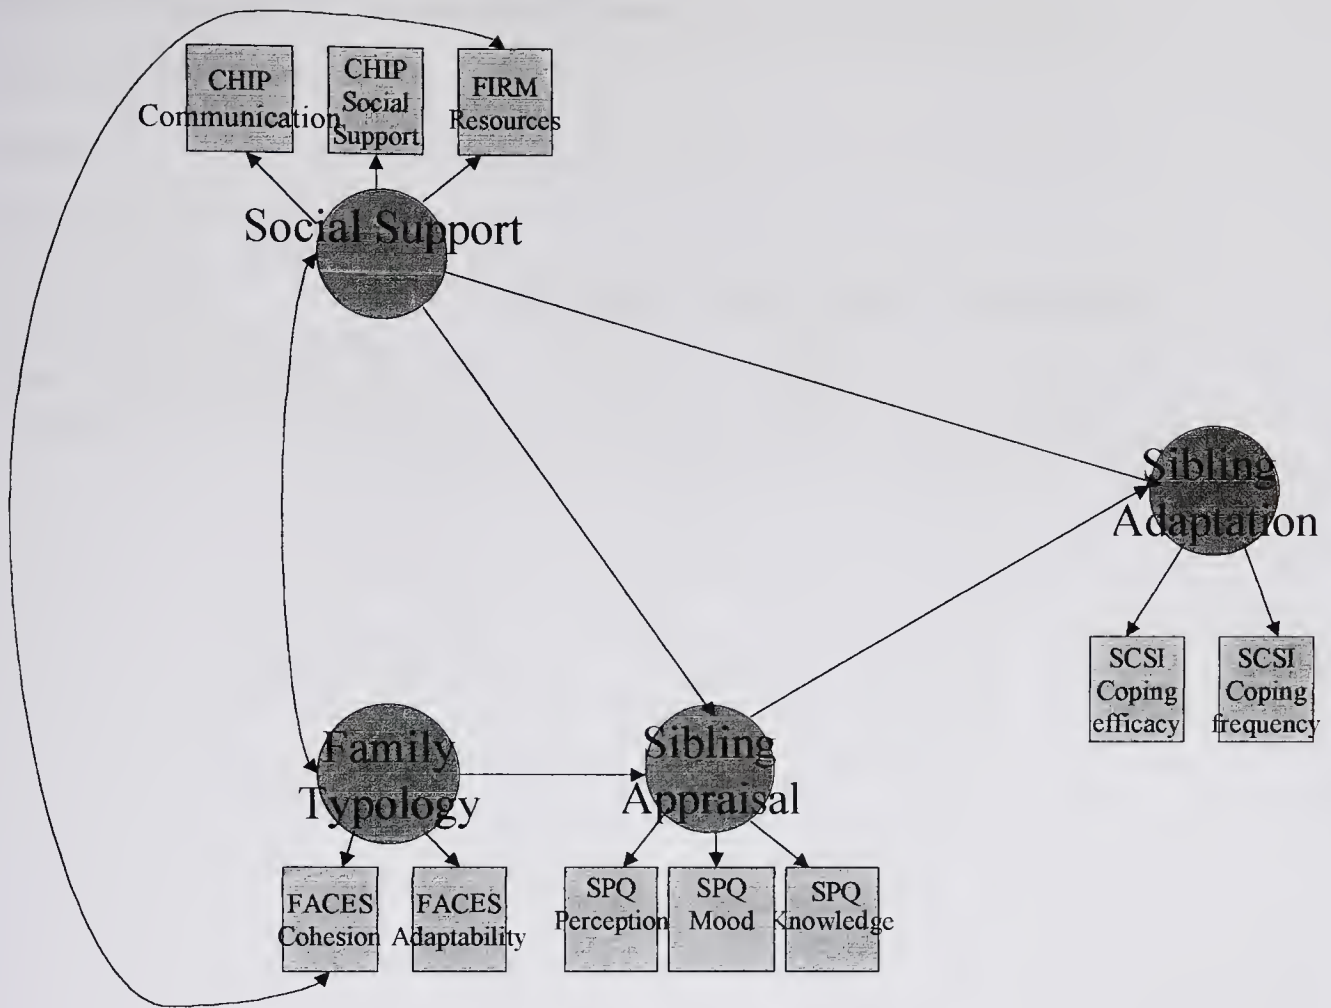 CHIP
Communication
CHIP
Social
Support
FIRM
Resources
Social Support
Sibling
Adaptation
SCSI
Coping
efficacy
SCSI
Coping
frequency
Family
Typology
Sibling
Appraisal
FACES
Cohesion
FACES
Adaptability
SPQ
Perception
SPQ
Mood
SPQ
Knowledge